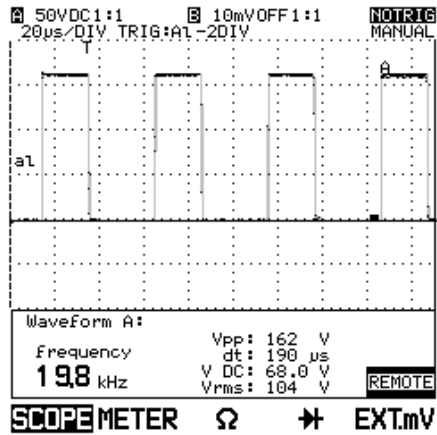 A 50VDC1:1 B 10mVOFF1:1 NOTRIG
20µs/DIV TRIG:A↑-2DIV MANUAL
T
A
a1
Waveform A:
Vpp: 162 V
frequency dt: 190 µs
19.8 kHz V DC: 68.0 V
Vrms: 104 V REMOTE
SCOPE METER Ω EXT.mV